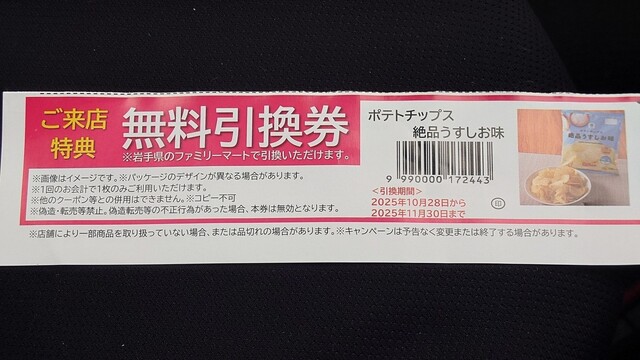 ご来店
特典
無料引換券
※岩手県のファミリーマートで引換いただけます。
※画像はイメージです。※パッケージのデザインが異なる場合があります。
※1回のお会計で1枚のみご利用いただけます。
※他のクーポン等との併用はできません。※コピー不可
※偽造・転売等禁止。偽造転売等の不正行為があった場合、本券は無効となります。
ポテトチップス
絶品うすしお味
9 990000 172443
<引換期間>
2025年10月28日から
2025年11月30日まで
印
絶品うすしお味
※店舗により一部商品を取り扱っていない場合、または品切れの場合があります。※キャンペーンは予告なく変更または終了する場合があります。